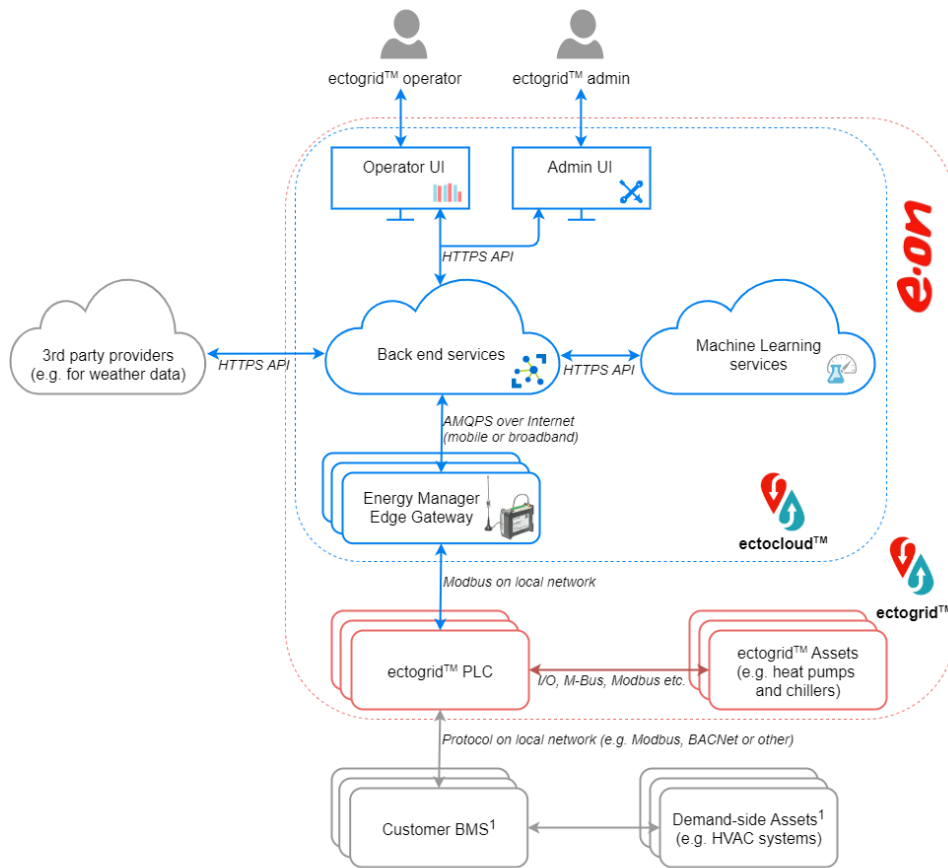 ectogrid™ operator
ectogrid™ admin
Operator UI
Admin UI
HTTPS API
e·on
3rd party providers
(e.g. for weather data)
HTTPS API
Back end services
HTTPS API
Machine Learning
services
AMQPS over Internet
(mobile or broadband)
Energy Manager
Edge Gateway
ectocloud™
Modbus on local network
ectogrid™
ectogrid™ PLC
I/O, M-Bus, Modbus etc.
ectogrid™ Assets
(e.g. heat pumps
and chillers)
Protocol on local network (e.g. Modbus, BACNet or other)
Customer BMS¹
Demand-side Assets¹
(e.g. HVAC systems)